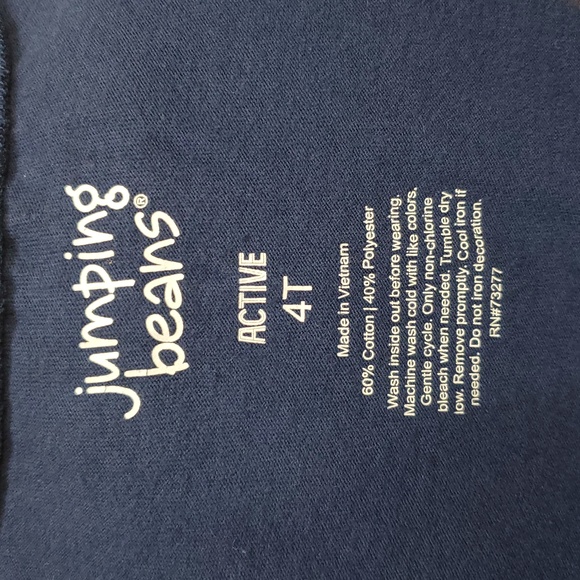 jumping
beans®
ACTIVE
4T
Made in Vietnam
60% Cotton | 40% Polyester
Wash inside out before wearing.
Machine wash cold with like colors.
Gentle cycle. Only non-chlorine
bleach when needed. Tumble dry
low. Remove promptly. Cool iron if
needed. Do not iron decoration.
RN#73277